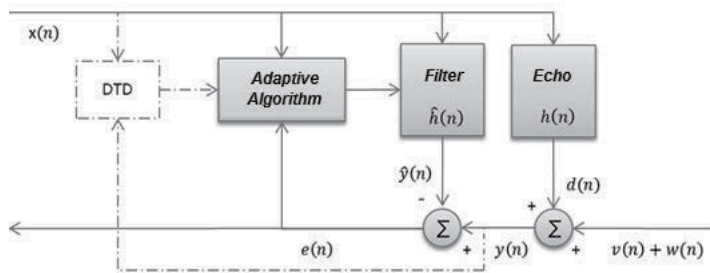 x(n)
DTD
Adaptive
Algorithm
Filter
ĥ(n)
Echo
h(n)
ŷ(n)
d(n)
-
+
Σ
Σ
e(n)
+
y(n)
+
v(n) + w(n)